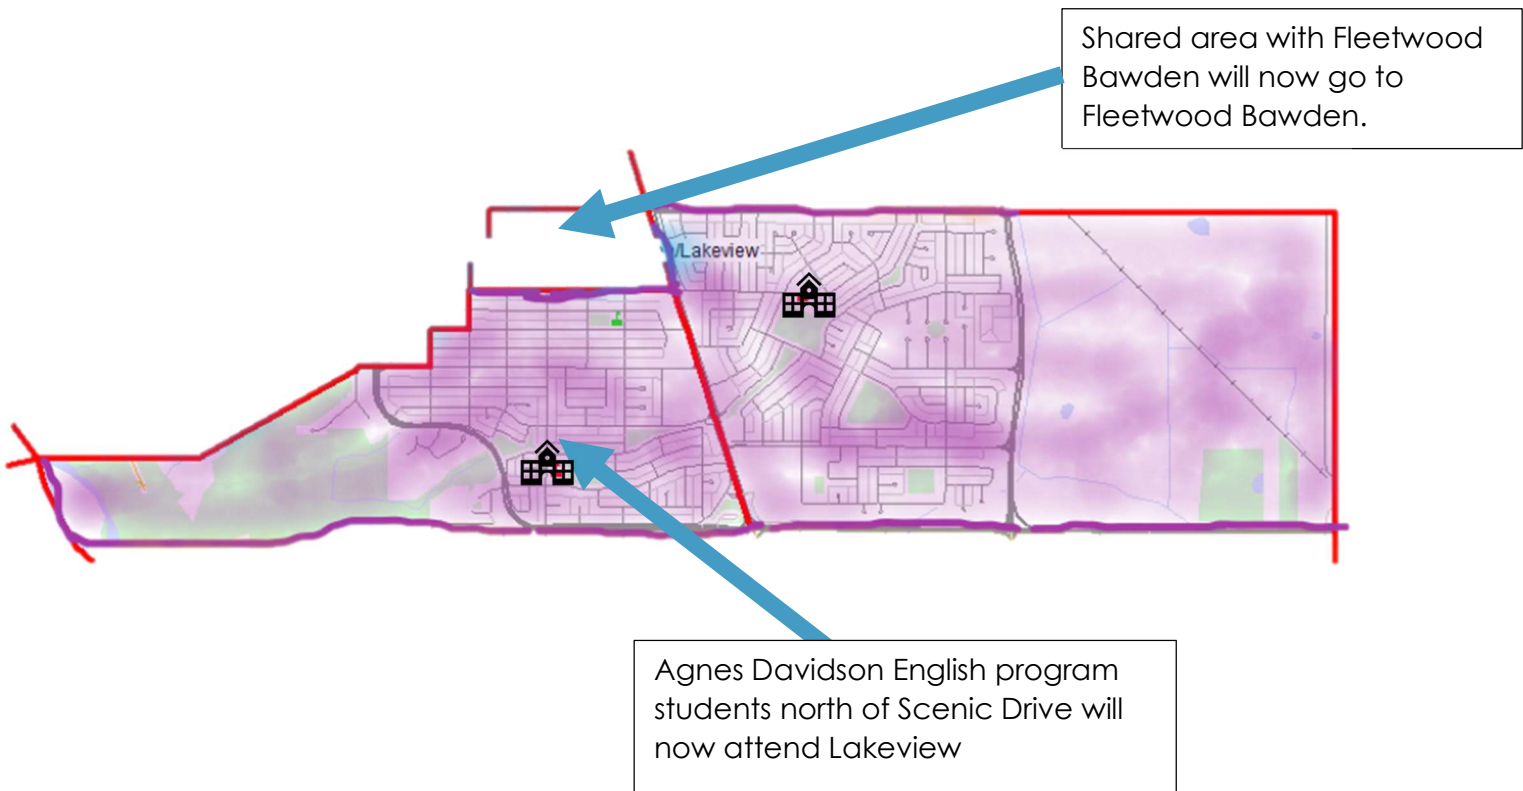 Shared area with Fleetwood
Bawden will now go to
Fleetwood Bawden.
/Lakeview
Agnes Davidson English program
students north of Scenic Drive will
now attend Lakeview